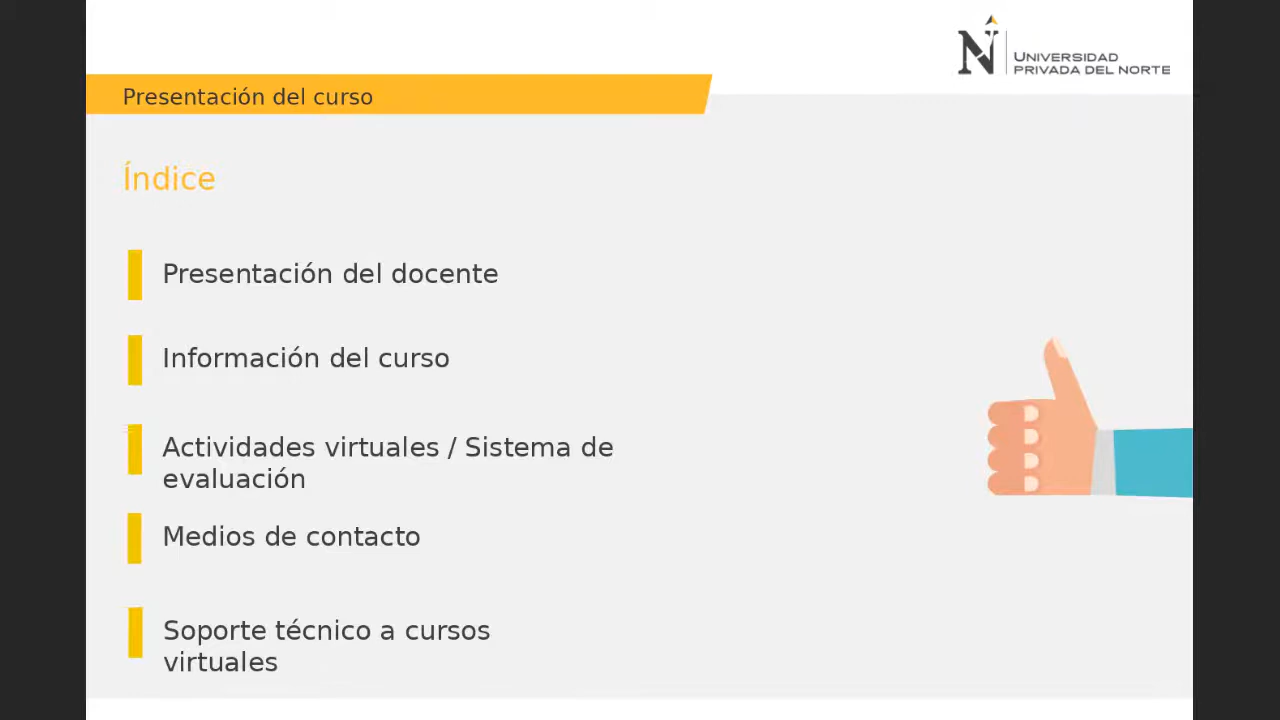 UNIVERSIDAD
PRIVADA DEL NORTE
Presentación del curso
Índice
Presentación del docente
Información del curso
Actividades virtuales / Sistema de
evaluación
Medios de contacto
Soporte técnico a cursos
virtuales